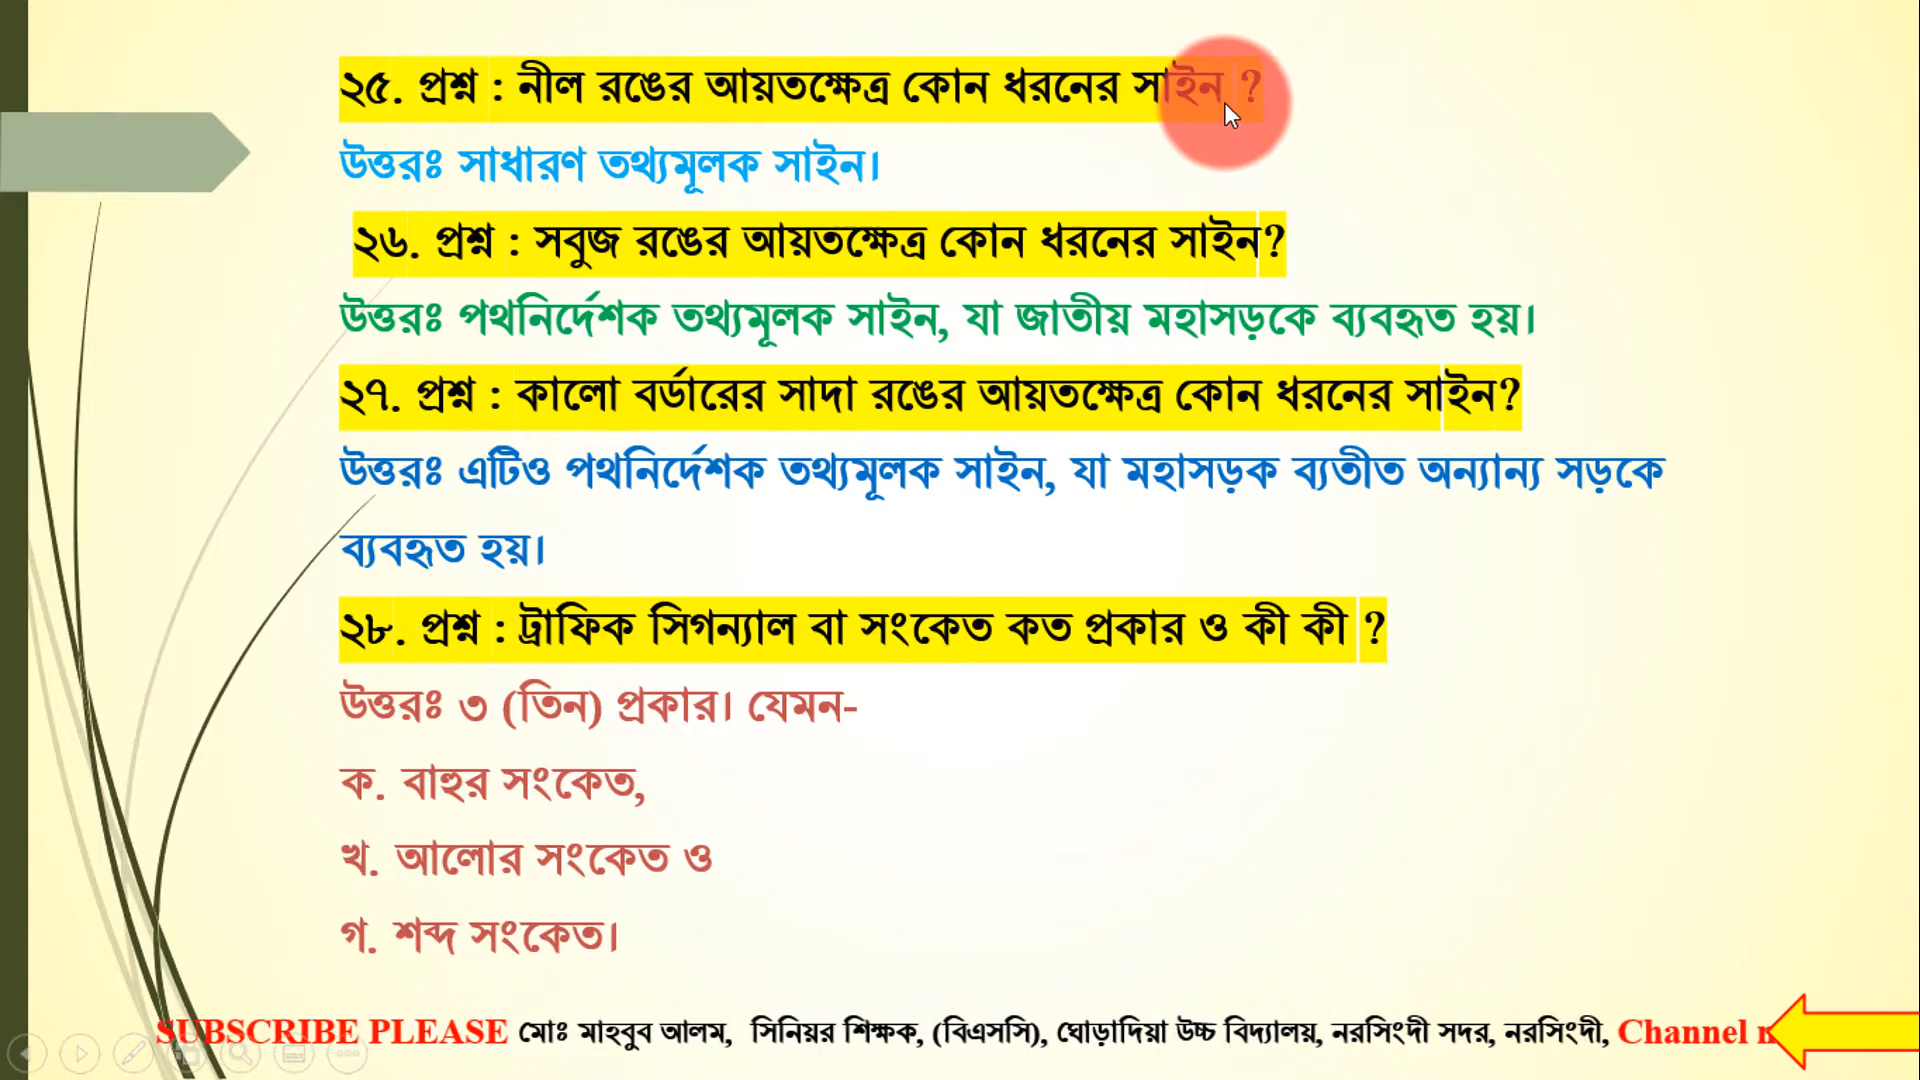 ২৫. প্রশ্ন : নীল রঙের আয়তক্ষেত্র কোন ধরনের সাইন ?
উত্তরঃ সাধারণ তথ্যমূলক সাইন।
২৬. প্রশ্ন : সবুজ রঙের আয়তক্ষেত্র কোন ধরনের সাইন?
উত্তরঃ পথনির্দেশক তথ্যমূলক সাইন, যা জাতীয় মহাসড়কে ব্যবহৃত হয়।
২৭. প্রশ্ন : কালো বর্ডারের সাদা রঙের আয়তক্ষেত্র কোন ধরনের সাইন?
উত্তরঃ এটিও পথনির্দেশক তথ্যমূলক সাইন, যা মহাসড়ক ব্যতীত অন্যান্য সড়কে
ব্যবহৃত হয়।
২৮. প্রশ্ন : ট্রাফিক সিগন্যাল বা সংকেত কত প্রকার ও কী কী ?
উত্তরঃ ৩ (তিন) প্রকার। যেমন-
ক. বাহুর সংকেত,
খ. আলোর সংকেত ও
গ. শব্দ সংকেত।
SUBSCRIBE PLEASE মোঃ মাহবুব আলম, সিনিয়র শিক্ষক, (বিএসসি), ঘোড়াদিয়া উচ্চ বিদ্যালয়, নরসিংদী সদর, নরসিংদী, Channel